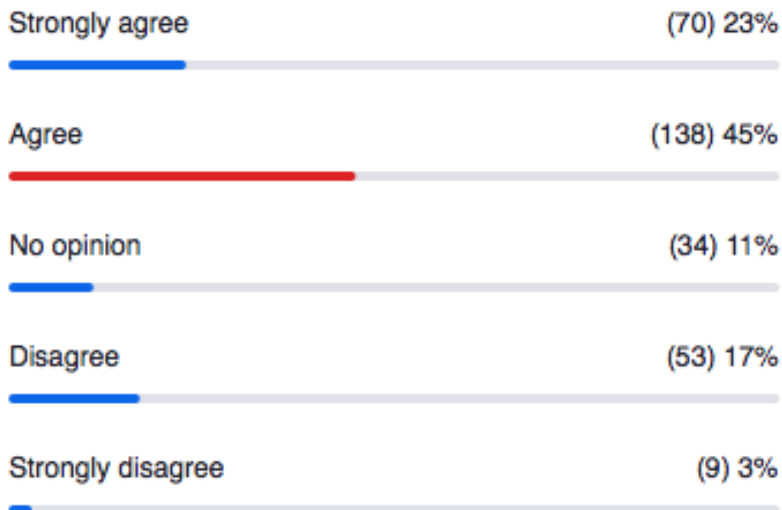 Strongly agree (70) 23%
Agree (138) 45%
No opinion (34) 11%
Disagree (53) 17%
Strongly disagree (9) 3%